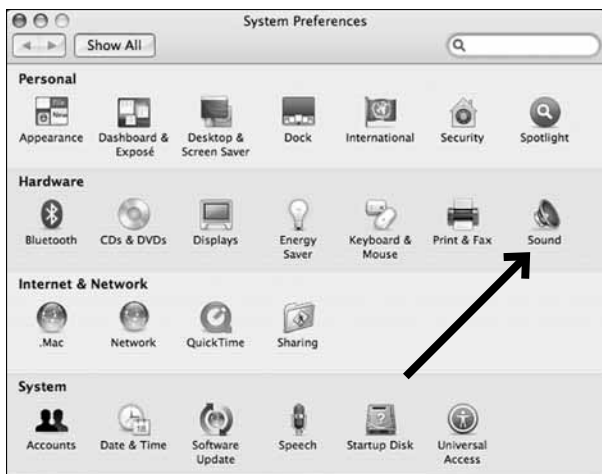 System Preferences
Show All
Personal
Appearance Dashboard & Exposé Desktop & Screen Saver Dock International Security Spotlight
Hardware
Bluetooth CDs & DVDs Displays Energy Saver Keyboard & Mouse Print & Fax Sound
Internet & Network
.Mac Network QuickTime Sharing
System
Accounts Date & Time Software Update Speech Startup Disk Universal Access